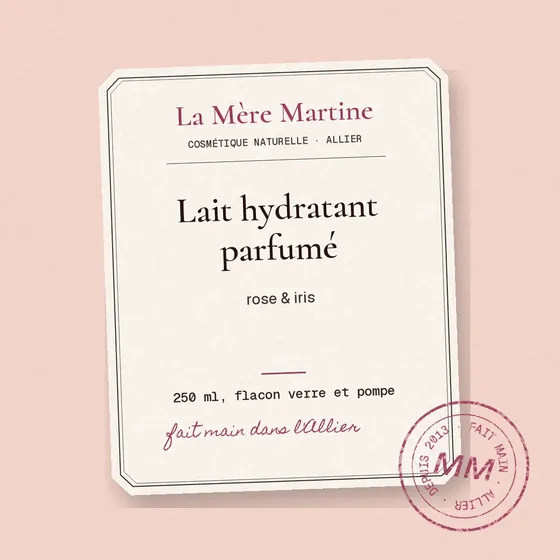 La Mère Martine
COSMÉTIQUE NATURELLE · ALLIER
Lait hydratant
parfumé
rose & iris
250 ml, flacon verre et pompe
fait main dans l'Allier
DEPUIS 2013 · FAIT MAIN · ALLIER ·
MM